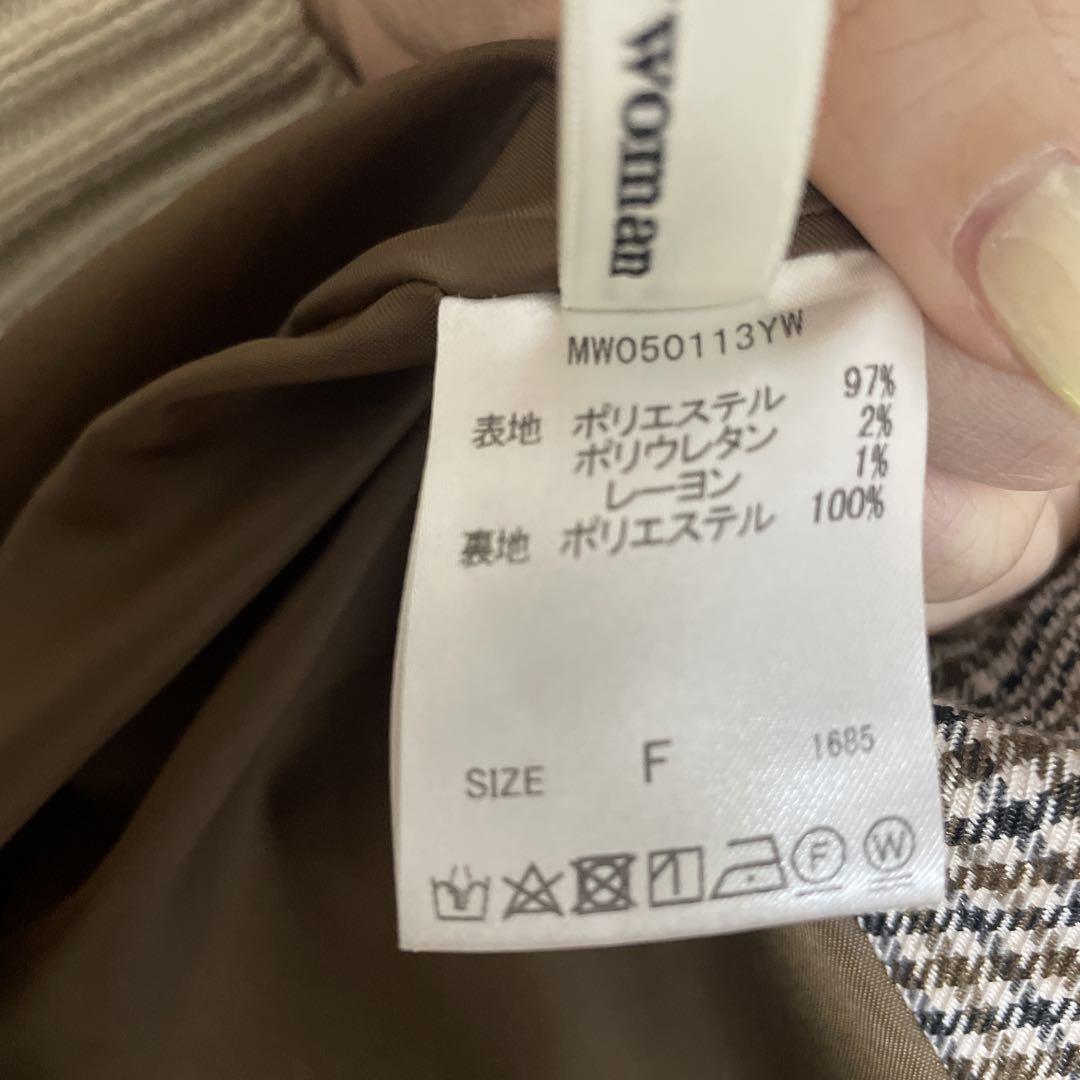 woman
MW050113YW
表地 ポリエステル 97%
ポリウレタン 2%
レーヨン 1%
裏地 ポリエステル 100%
SIZE F 1685
F W